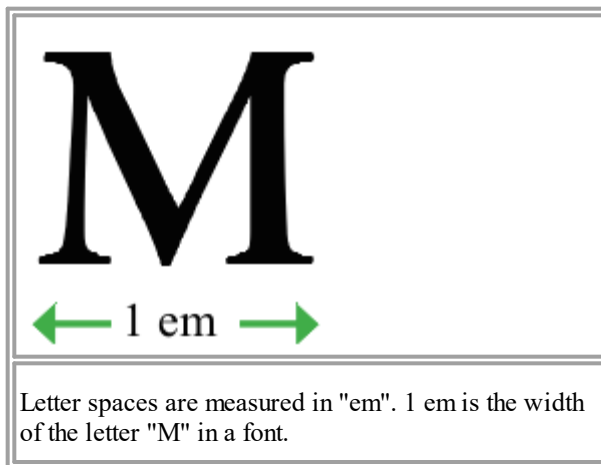 M
1 em
Letter spaces are measured in "em". 1 em is the width
of the letter "M" in a font.